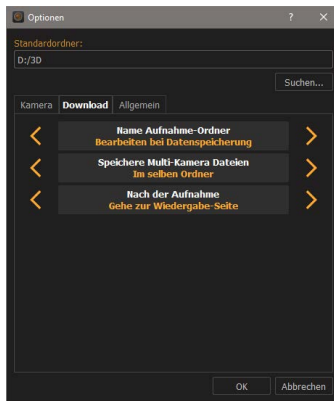 Optionen
Standardordner:
D:/3D
Suchen...
Kamera Download Allgemein
Name Aufnahme-Ordner
Bearbeiten bei Datenspeicherung
Speichere Multi-Kamera Dateien
Im selben Ordner
Nach der Aufnahme
Gehe zur Wiedergabe-Seite
OK Abbrechen